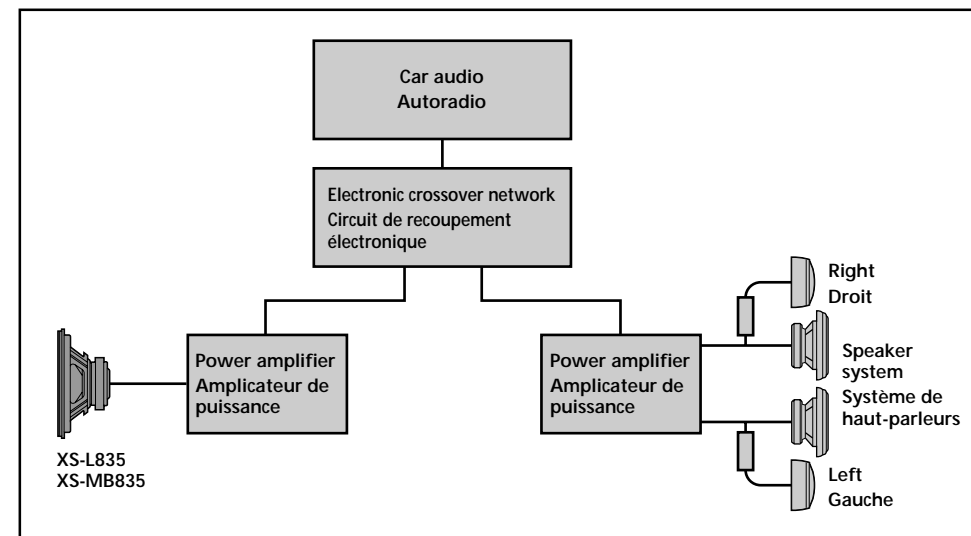 Car audio
Autoradio
Electronic crossover network
Circuit de recoupement
électronique
Power amplifier
Amplicateur de
puissance
XS-L835
XS-MB835
Power amplifier
Amplicateur de
puissance
Right
Droit
Speaker
system
Système de
haut-parleurs
Left
Gauche